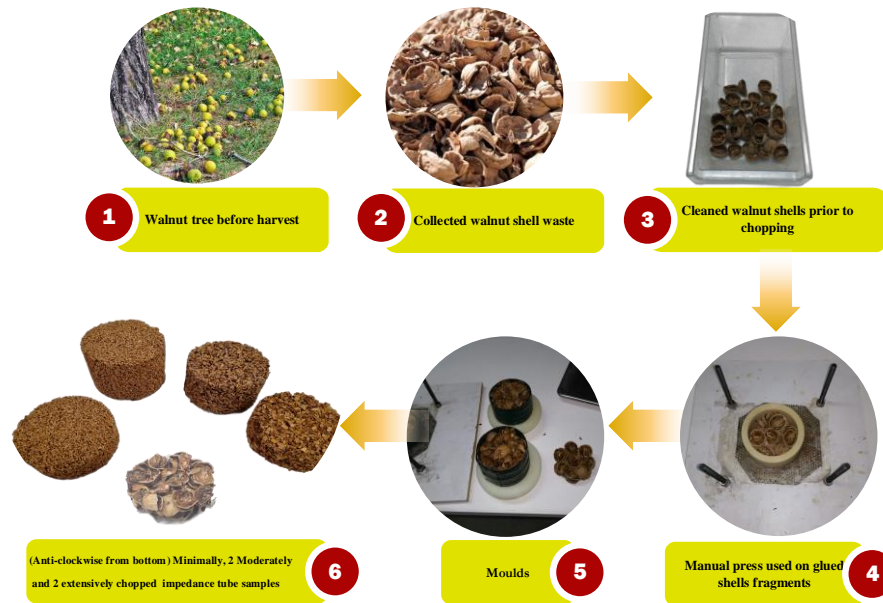 1
Walnut tree before harvest
2
Collected walnut shell waste
3
Cleaned walnut shells prior to
chopping
4
Manual press used on glued
shells fragments
5
Moulds
6
(Anti-clockwise from bottom) Minimally, 2 Moderately
and 2 extensively chopped impedance tube samples